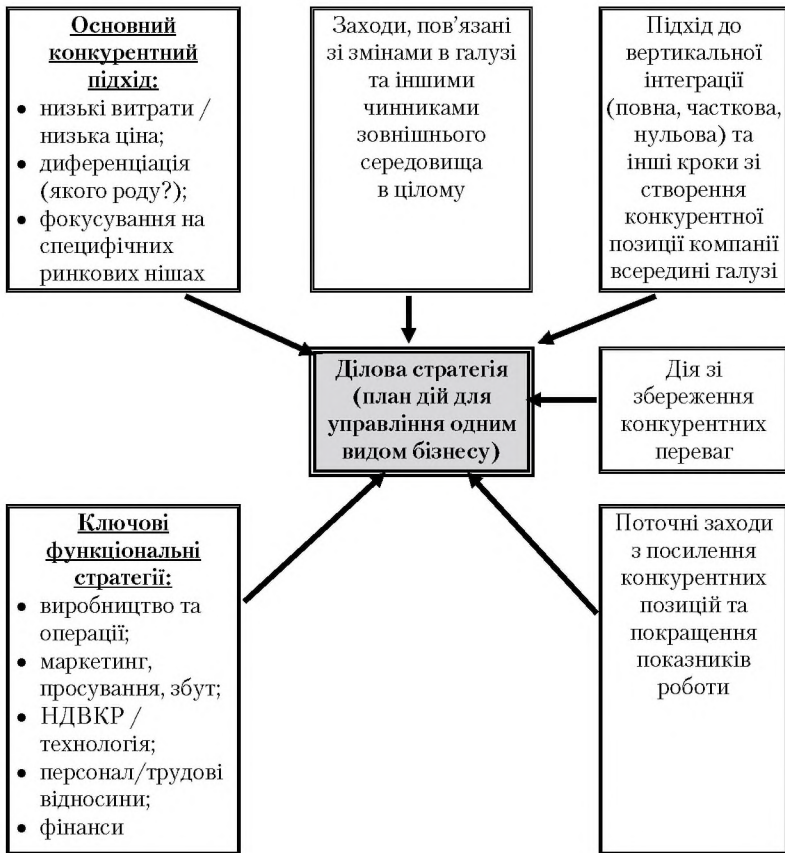 Основний
конкурентний
підхід:
• низькі витрати /
низька ціна;
• диференціація
(якого роду?);
• фокусування на
специфічних
ринкових нішах
Заходи, пов’язані
зі змінами в галузі
та іншими
чинниками
зовнішнього
середовища
в цілому
Підхід до
вертикальної
інтеграції
(повна, часткова,
нульова) та
інші кроки зі
створення
конкурентної
позиції компанії
всередині галузі
Ділова стратегія
(план дій для
управління одним
видом бізнесу)
Дія зі
збереження
конкурентних
переваг
Ключові
функціональні
стратегії:
• виробництво та
операції;
• маркетинг,
просування, збут;
• НДВКР /
технологія;
• персонал/трудові
відносини;
• фінанси
Поточні заходи
з посилення
конкурентних
позицій та
покращення
показників
роботи